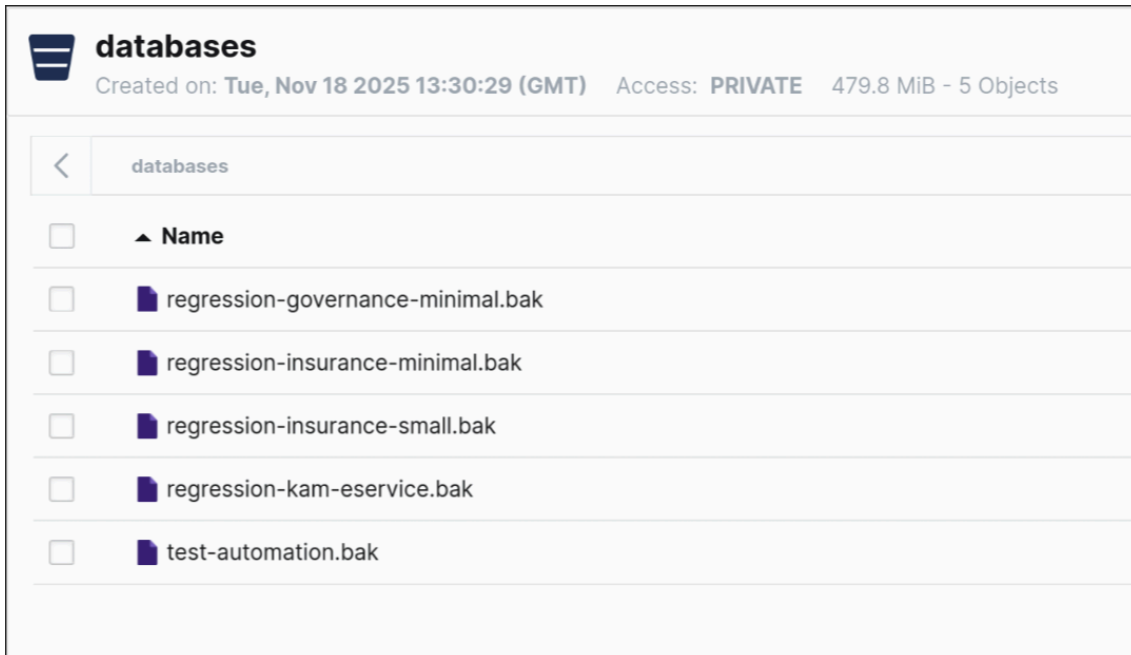 databases
Created on: Tue, Nov 18 2025 13:30:29 (GMT) Access: PRIVATE 479.8 MiB - 5 Objects
databases
Name
regression-governance-minimal.bak
regression-insurance-minimal.bak
regression-insurance-small.bak
regression-kam-eservice.bak
test-automation.bak